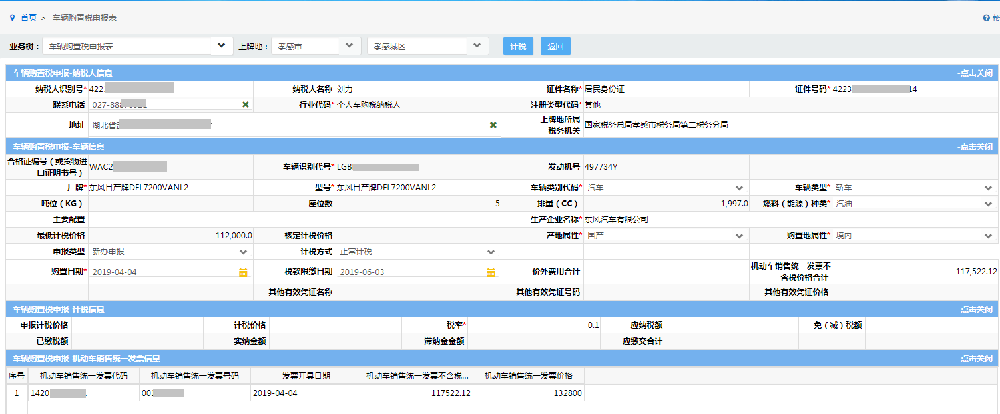 首页 > 车辆购置税申报表
帮
业务树： 车辆购置税申报表 上牌地： 孝感市 孝感城区 计税 返回
车辆购置税申报-纳税人信息 -点击关闭
纳税人识别号* 422 纳税人名称 刘力 证件名称* 居民身份证 证件号码* 4223 14
联系电话 027-88 行业代码* 个人车购税纳税人 注册类型代码* 其他
地址 湖北省 上牌地所属税务机关 国家税务总局孝感市税务局第二税务分局
车辆购置税申报-车辆信息 -点击关闭
合格证编号（或货物进口证明书号） WAC2 车辆识别代号* LGB 发动机号 497734Y
厂牌* 东风日产牌DFL7200VANL2 型号* 东风日产牌DFL7200VANL2 车辆类别代码* 汽车 车辆类型* 轿车
吨位（KG） 座位数 5 排量（CC） 1,997.0 燃料（能源）种类* 汽油
主要配置 生产企业名称* 东风汽车有限公司
最低计税价格 112,000.0 核定计税价格 产地属性* 国产 购置地属性* 境内
申报类型 新办申报 计税方式 正常计税
购置日期* 2019-04-04 税款限缴日期 2019-06-03 价外费用合计 机动车销售统一发票不含税价格合计 117,522.12
其他有效凭证名称 其他有效凭证号码 其他有效凭证价格
车辆购置税申报-计税信息 -点击关闭
申报计税价格 计税价格 税率* 0.1 应纳税额 免（减）税额
已缴税额 实纳金额 滞纳金金额 应缴交合计
车辆购置税申报-机动车销售统一发票信息 -点击关闭
序号 机动车销售统一发票代码 机动车销售统一发票号码 发票开具日期 机动车销售统一发票不含税... 机动车销售统一发票价格
1 1420 001 2019-04-04 117522.12 132800